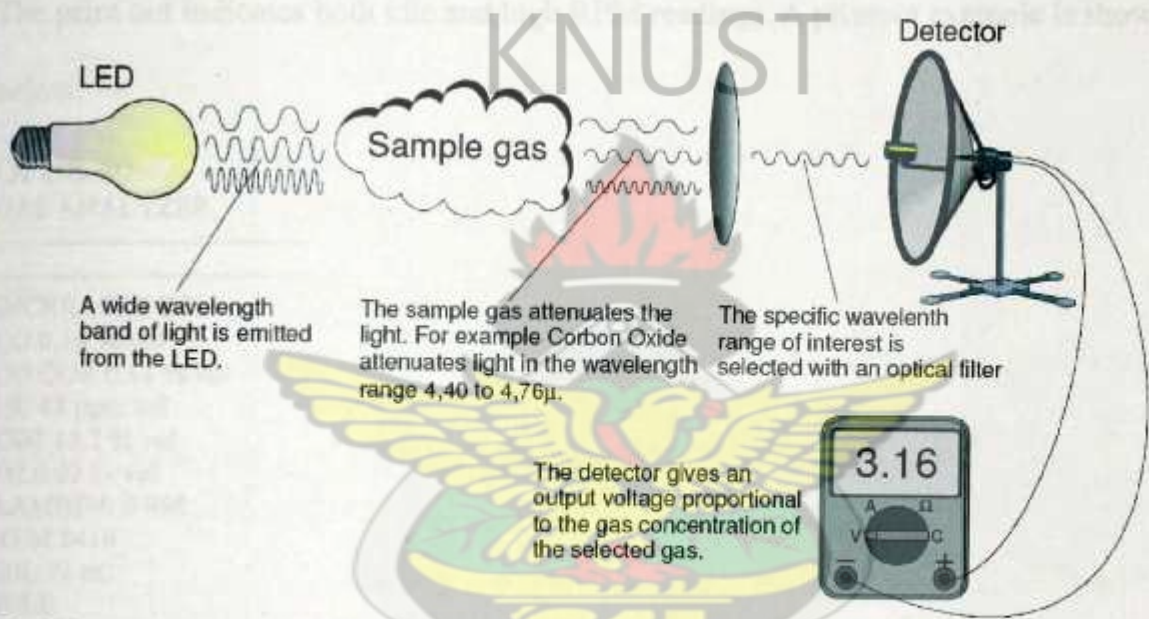 KNUST
Detector
LED
Sample gas
A wide wavelength
band of light is emitted
from the LED.
The sample gas attenuates the
light. For example Corbon Oxide
attenuates light in the wavelength
range 4,40 to 4,76µ.
The specific wavelenth
range of interest is
selected with an optical filter
The detector gives an
output voltage proportional
to the gas concentration of
the selected gas.
3.16
A Ω
V C
− +